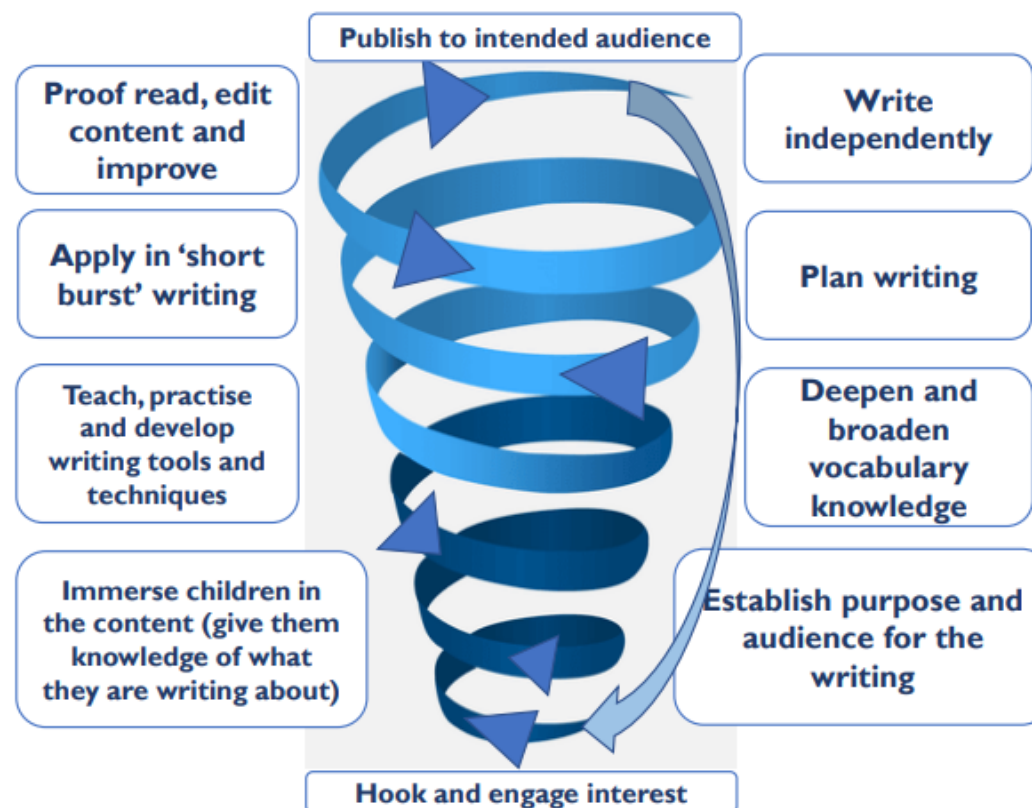 Publish to intended audience
Proof read, edit
content and
improve
Write
independently
Apply in ‘short
burst’ writing
Plan writing
Teach, practise
and develop
writing tools and
techniques
Deepen and
broaden
vocabulary
knowledge
Immerse children in
the content (give them
knowledge of what
they are writing about)
Establish purpose and
audience for the
writing
Hook and engage interest